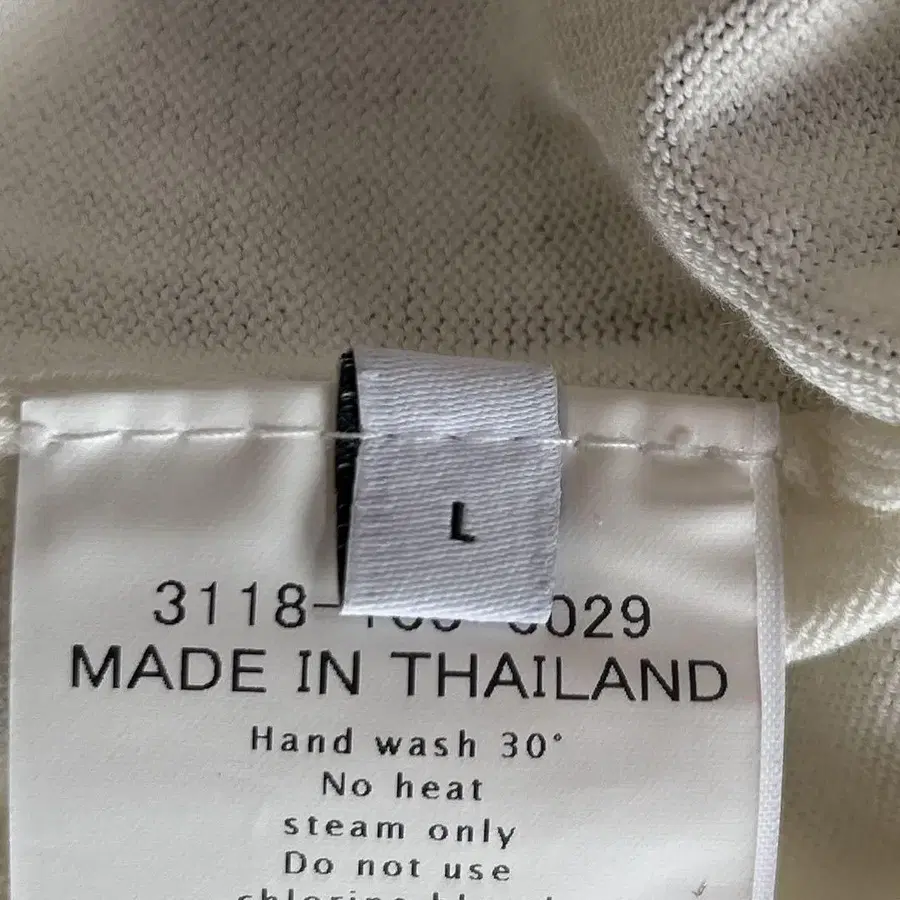 L
3118-
029
MADE IN THAILAND
Hand wash 30°
No heat
steam only
Do not use